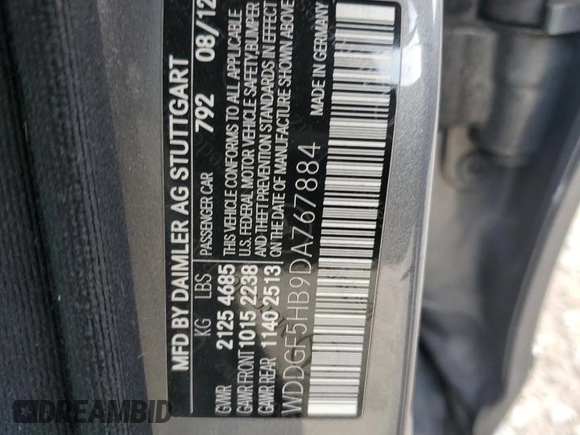 MFD BY DAIMLER AG STUTTGART
KG LBS PASSENGER CAR 792 08/12
GVWR 2125 4685 THIS VEHICLE CONFORMS TO ALL APPLICABLE
GAWR FRONT 1015 2238 U.S. FEDERAL MOTOR VEHICLE SAFETY,BUMPER
GAWR REAR 1140 2513 AND THEFT PREVENTION STANDARDS IN EFFECT
ON THE DATE OF MANUFACTURE SHOWN ABOVE
WDDGF5HB9DA767884 MADE IN GERMANY
DREAMBID